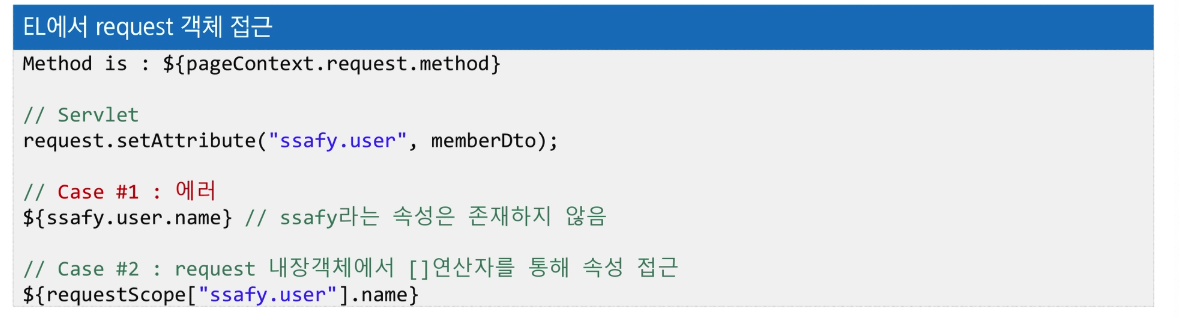 EL에서 request 객체 접근
Method is : ${pageContext.request.method}
// Servlet
request.setAttribute("ssafy.user", memberDto);
// Case #1 : 에러
${ssafy.user.name} // ssafy라는 속성은 존재하지 않음
// Case #2 : request 내장객체에서 []연산자를 통해 속성 접근
${requestScope["ssafy.user"].name}